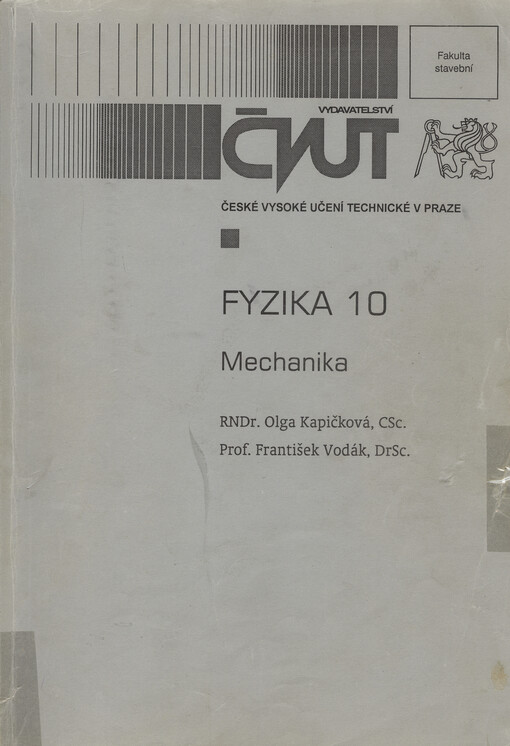 Fakulta
stavební
VYDAVATELSTVÍ
ČVUT
ČESKÉ VYSOKÉ UČENÍ TECHNICKÉ V PRAZE
FYZIKA 10
Mechanika
RNDr. Olga Kapičková, CSc.
Prof. František Vodák, DrSc.